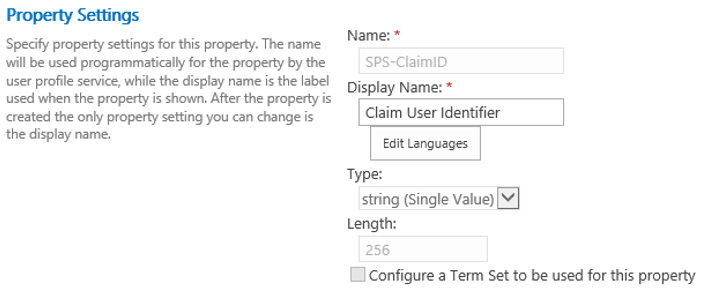 Property Settings
Specify property settings for this property. The name
will be used programmatically for the property by the
user profile service, while the display name is the label
used when the property is shown. After the property is
created the only property setting you can change is
the display name.
Name: *
SPS-ClaimID
Display Name: *
Claim User Identifier
Edit Languages
Type:
string (Single Value)
Length:
256
Configure a Term Set to be used for this property